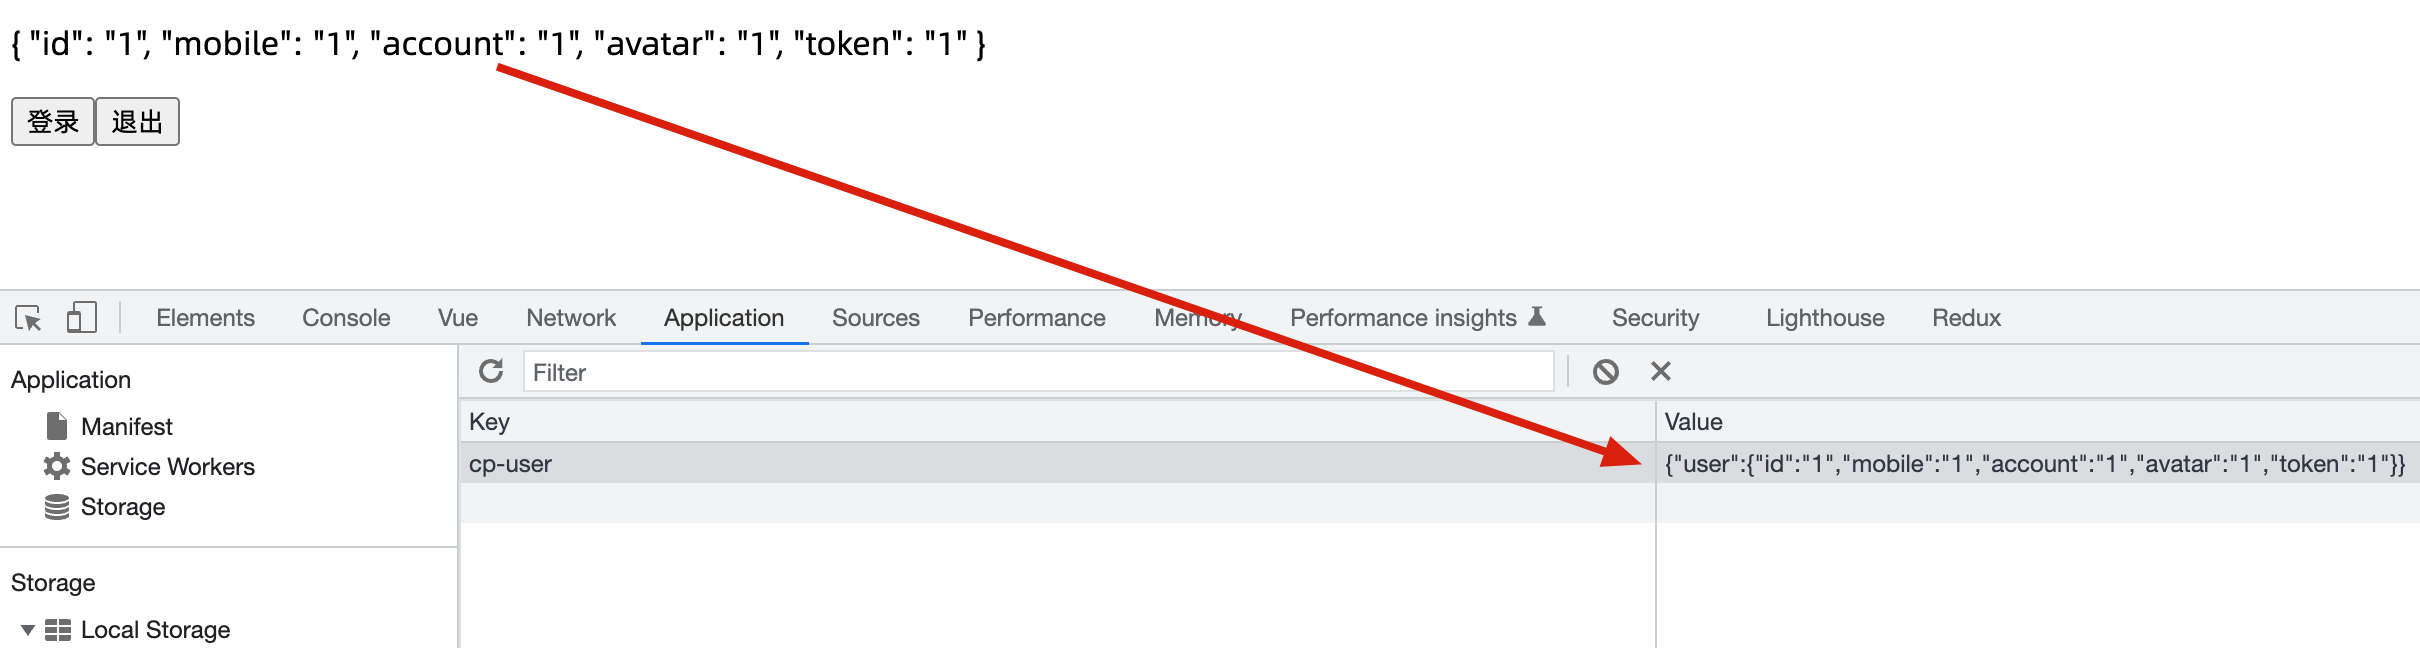 { "id": "1", "mobile": "1", "account": "1", "avatar": "1", "token": "1" }
登录 退出
Elements Console Vue Network Application Sources Performance Memory Performance insights Security Lighthouse Redux
Application
Filter
Manifest
Key Value
Service Workers
cp-user {"user":{"id":"1","mobile":"1","account":"1","avatar":"1","token":"1"}}
Storage
Storage
Local Storage